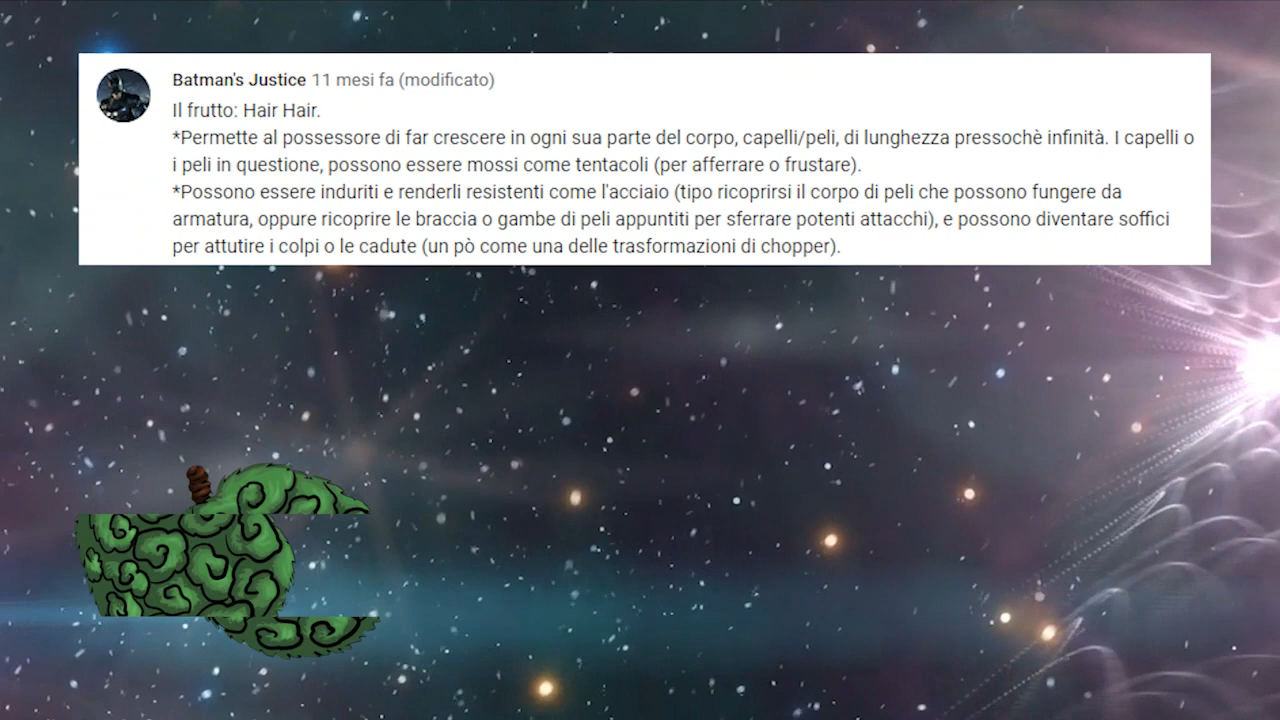 Batman's Justice 11 mesi fa (modificato)
Il frutto: Hair Hair.
*Permette al possessore di far crescere in ogni sua parte del corpo, capelli/peli, di lunghezza pressochè infinità. I capelli o
i peli in questione, possono essere mossi come tentacoli (per afferrare o frustare).
*Possono essere induriti e renderli resistenti come l'acciaio (tipo ricoprirsi il corpo di peli che possono fungere da
armatura, oppure ricoprire le braccia o gambe di peli appuntiti per sferrare potenti attacchi), e possono diventare soffici
per attutire i colpi o le cadute (un pò come una delle trasformazioni di chopper).